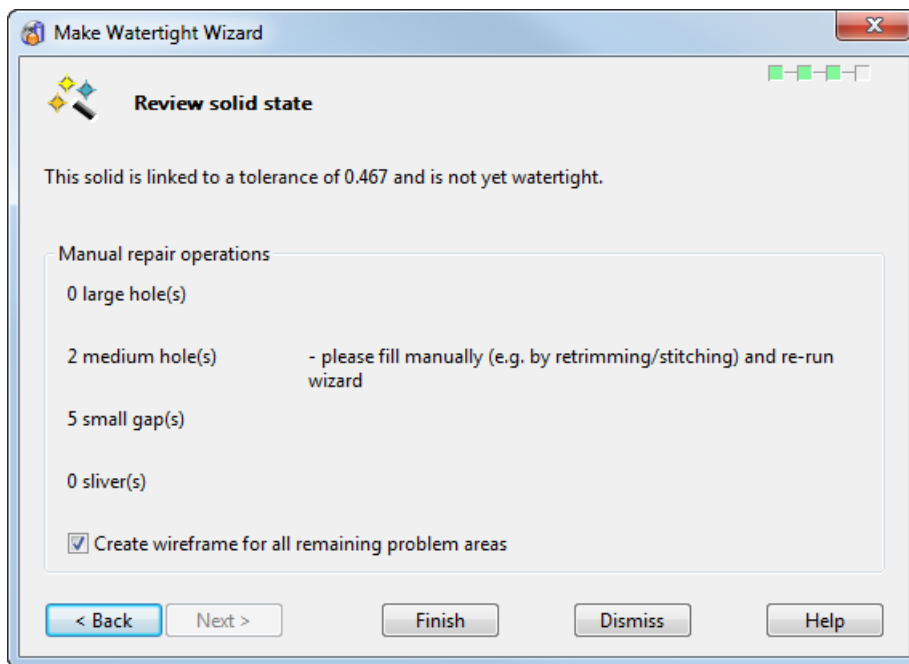 Make Watertight Wizard
Review solid state
This solid is linked to a tolerance of 0.467 and is not yet watertight.
Manual repair operations
0 large hole(s)
2 medium hole(s) - please fill manually (e.g. by retrimming/stitching) and re-run
wizard
5 small gap(s)
0 sliver(s)
Create wireframe for all remaining problem areas
< Back Next > Finish Dismiss Help